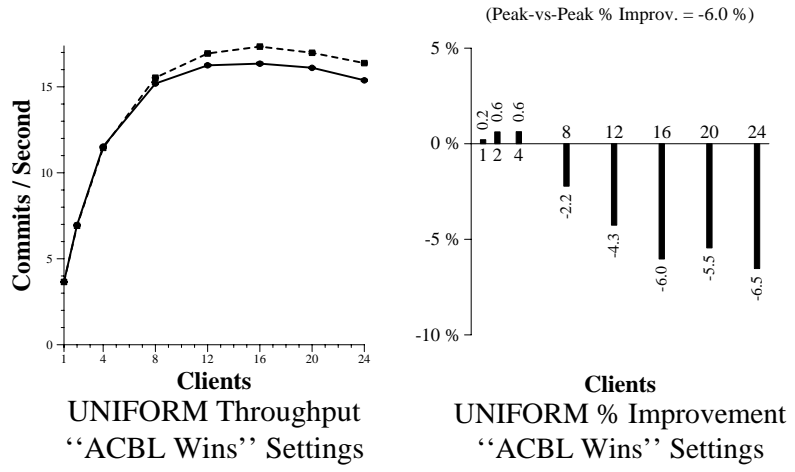 (Peak-vs-Peak % Improv. = -6.0 %)
Commits / Second
15
10
5
0
1 4 8 12 16 20 24
Clients
UNIFORM Throughput
‘‘ACBL Wins’’ Settings
5 %
0 %
-5 %
-10 %
0.2 0.6 0.6
1 2 4 8 12 16 20 24
-2.2 -4.3 -6.0 -5.5 -6.5
Clients
UNIFORM % Improvement
‘‘ACBL Wins’’ Settings